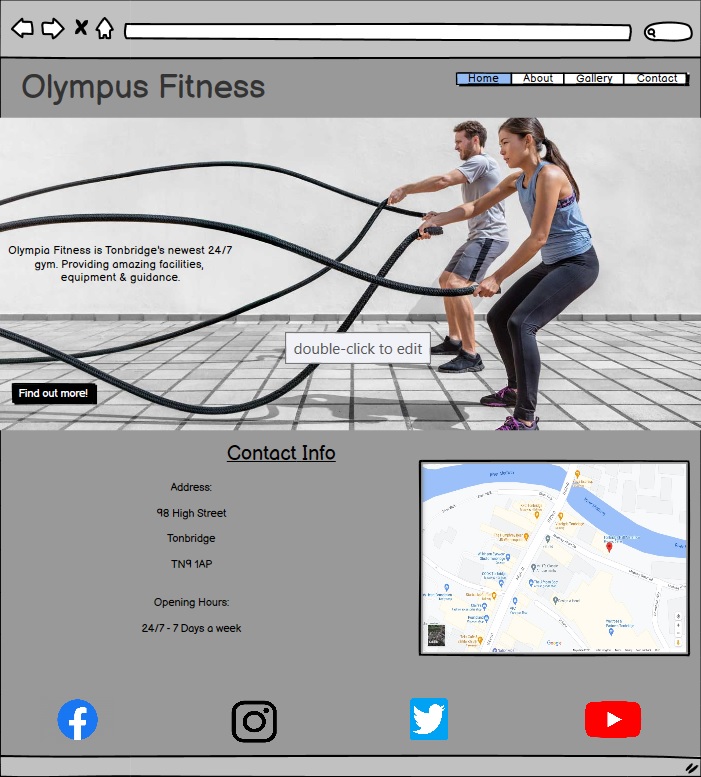 Olympus Fitness
Home About Gallery Contact
Olympia Fitness is Tonbridge's newest 24/7
gym. Providing amazing facilities,
equipment & guidance.
double-click to edit
Find out more!
Contact Info
Address:
98 High Street
Tonbridge
TN9 1AP
Opening Hours:
24/7 - 7 Days a week
Google